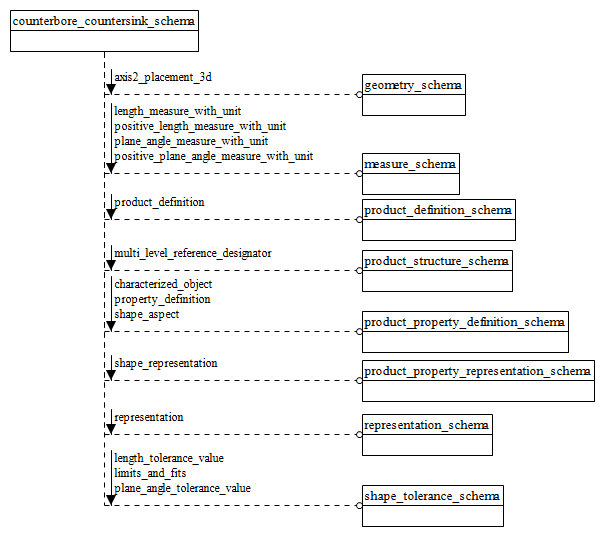 counterbore_countersink_schema
axis2_placement_3d
geometry_schema
length_measure_with_unit
positive_length_measure_with_unit
plane_angle_measure_with_unit
positive_plane_angle_measure_with_unit
measure_schema
product_definition
product_definition_schema
multi_level_reference_designator
product_structure_schema
characterized_object
property_definition
shape_aspect
product_property_definition_schema
shape_representation
product_property_representation_schema
representation
representation_schema
length_tolerance_value
limits_and_fits
plane_angle_tolerance_value
shape_tolerance_schema